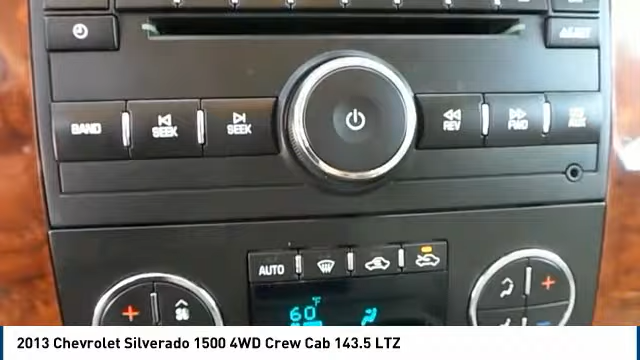 BAND
SEEK
SEEK
REV
FWD
AUTO
60°F
2013 Chevrolet Silverado 1500 4WD Crew Cab 143.5 LTZ